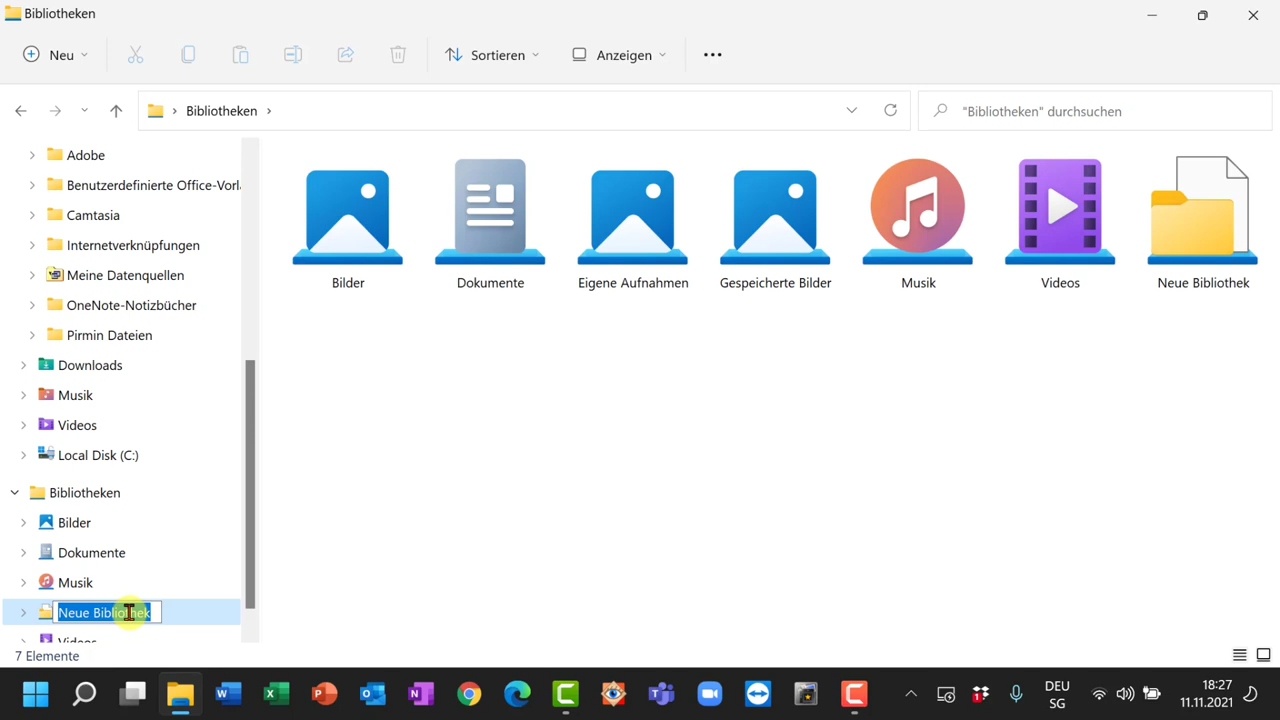 Bibliotheken
Neu
Sortieren
Anzeigen
Bibliotheken
"Bibliotheken" durchsuchen
Adobe
Benutzerdefinierte Office-Vorl
Camtasia
Internetverknüpfungen
Meine Datenquellen
OneNote-Notizbücher
Pirmin Dateien
Downloads
Musik
Videos
Local Disk (C:)
Bibliotheken
Bilder
Dokumente
Musik
Neue Bibliothek
Videos
Bilder
Dokumente
Eigene Aufnahmen
Gespeicherte Bilder
Musik
Videos
Neue Bibliothek
7 Elemente
DEU
SG
18:27
11.11.2021